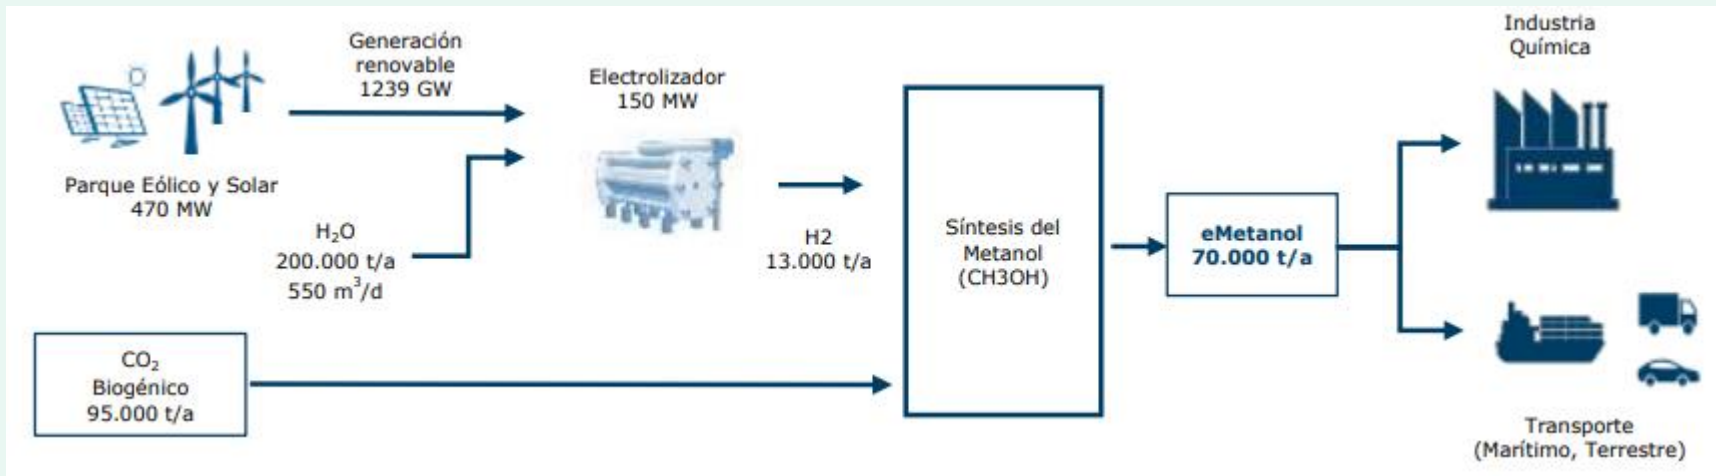 Generación
renovable
1239 GW
Parque Eólico y Solar
470 MW
H₂O
200.000 t/a
550 m³/d
Electrolizador
150 MW
H2
13.000 t/a
CO₂
Biogénico
95.000 t/a
Síntesis del
Metanol
(CH3OH)
eMetanol
70.000 t/a
Industria
Química
Transporte
(Marítimo, Terrestre)